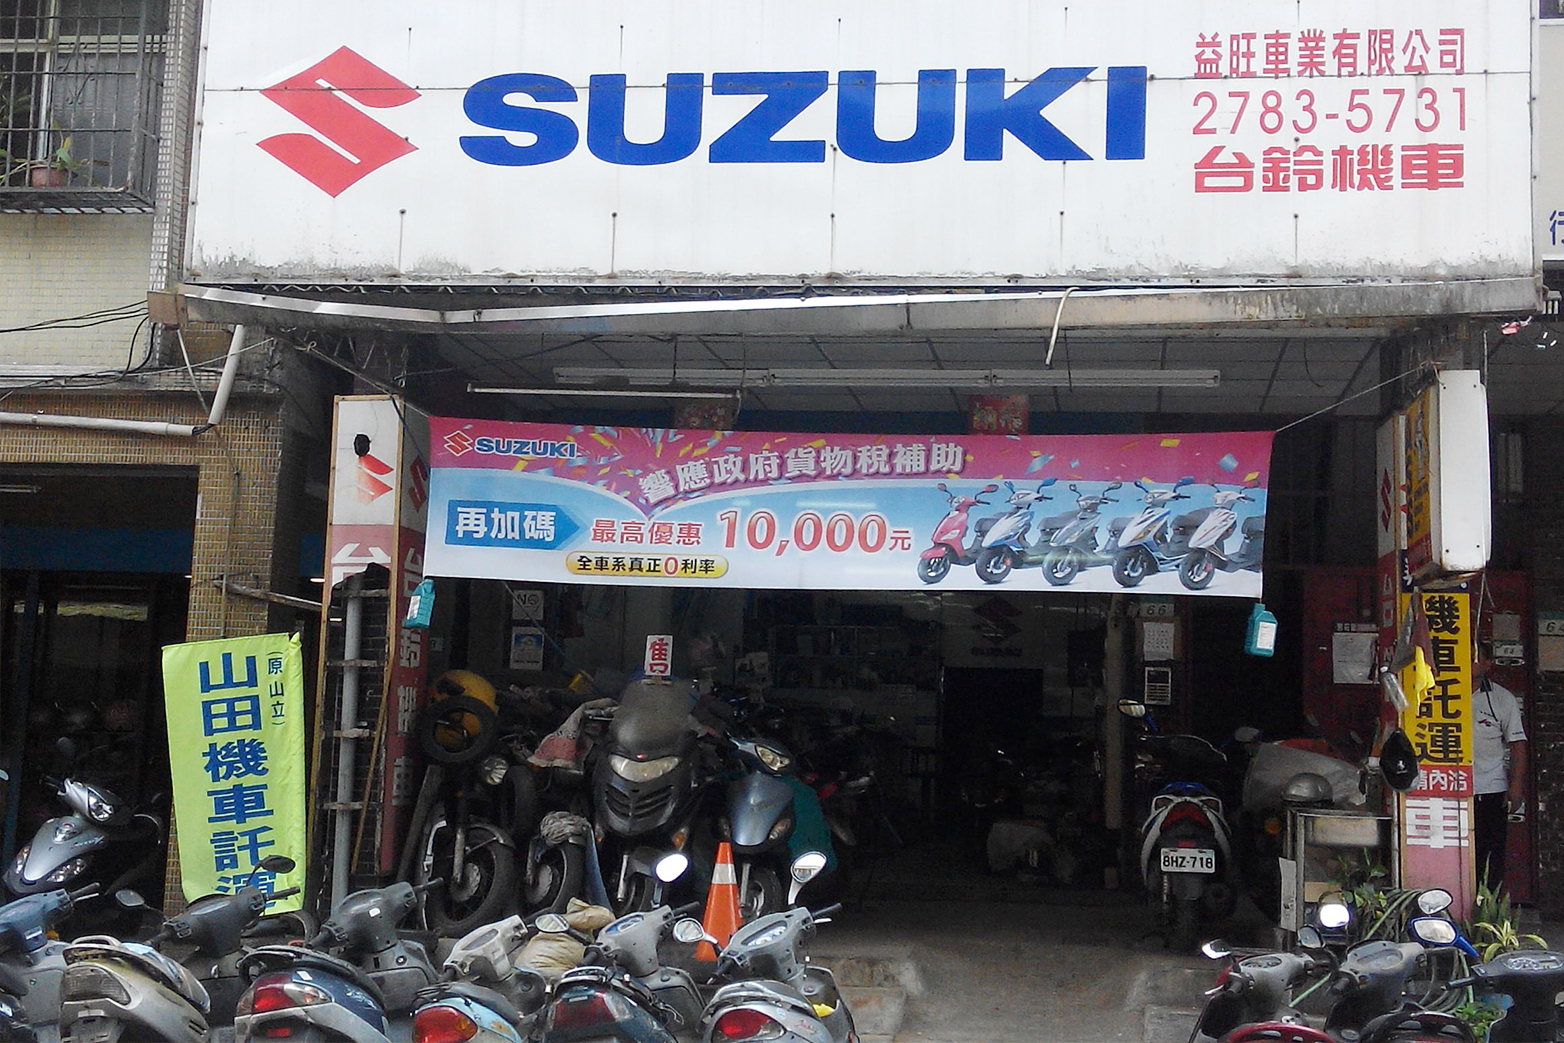 SUZUKI
益旺車業有限公司
2783-5731
台鈴機車
SUZUKI
響應政府貨物稅補助
再加碼
最高優惠 10,000元
全車系真正0利率
售
(原山立)
山田機車託運
機車託運
8HZ-718
66
行